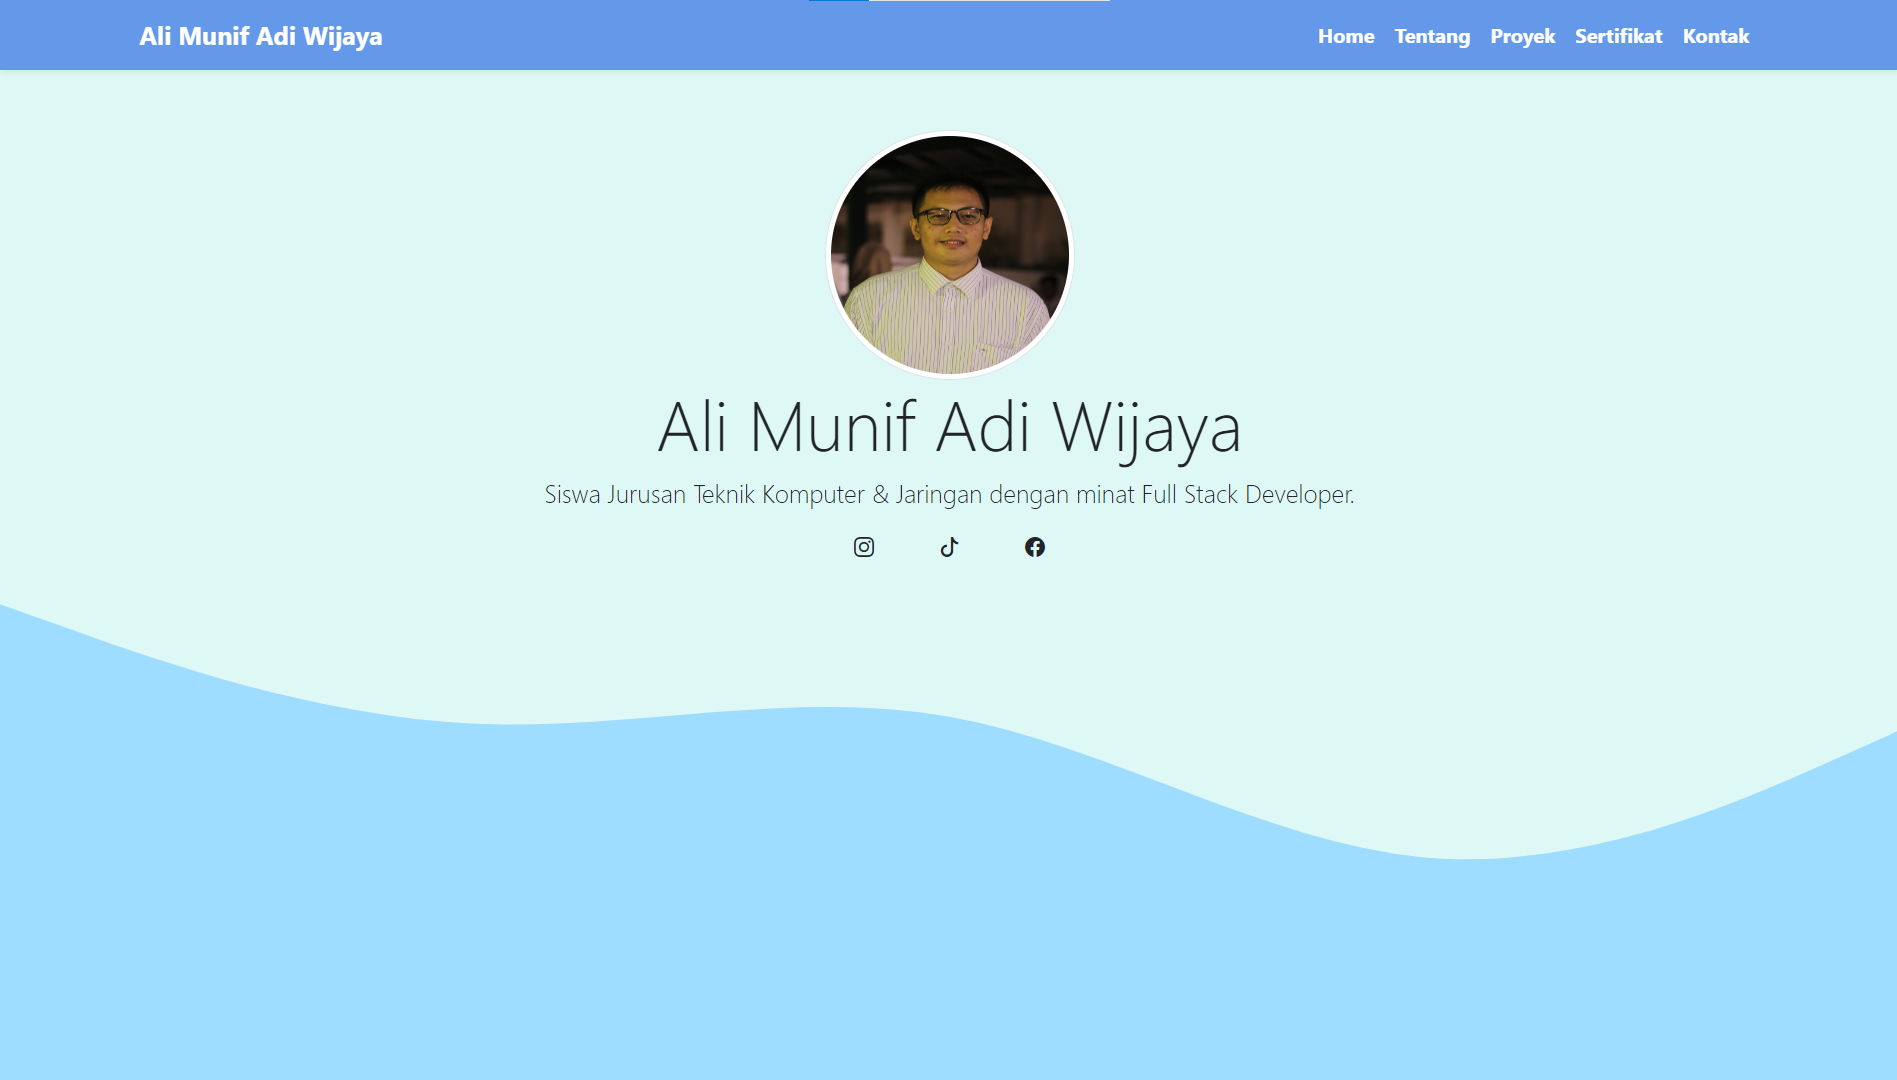 Ali Munif Adi Wijaya
Home Tentang Proyek Sertifikat Kontak
Ali Munif Adi Wijaya
Siswa Jurusan Teknik Komputer & Jaringan dengan minat Full Stack Developer.